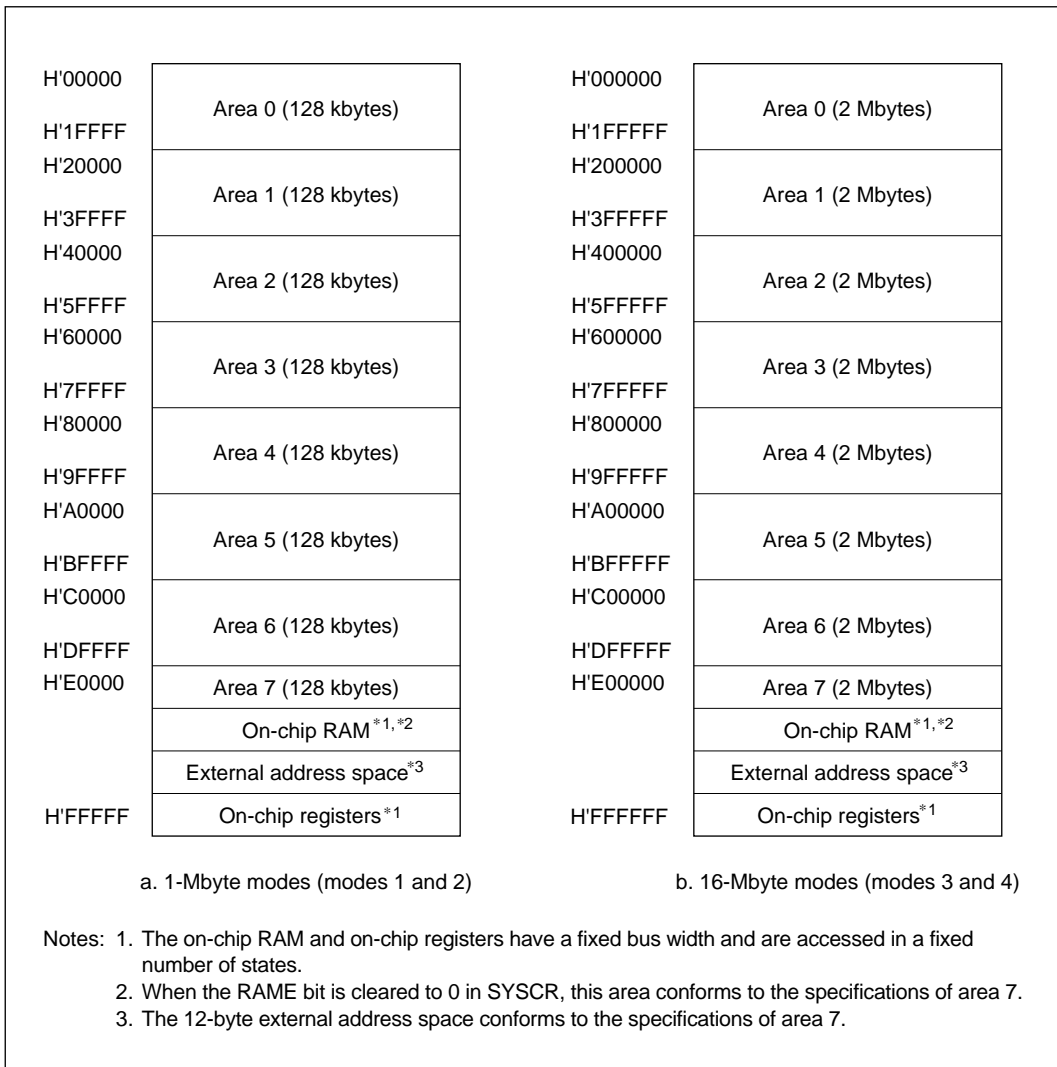 H'00000
Area 0 (128 kbytes)
H'1FFFF
H'20000
Area 1 (128 kbytes)
H'3FFFF
H'40000
Area 2 (128 kbytes)
H'5FFFF
H'60000
Area 3 (128 kbytes)
H'7FFFF
H'80000
Area 4 (128 kbytes)
H'9FFFF
H'A0000
Area 5 (128 kbytes)
H'BFFFF
H'C0000
Area 6 (128 kbytes)
H'DFFFF
H'E0000
Area 7 (128 kbytes)
On-chip RAM*1,*2
External address space*3
H'FFFFF
On-chip registers*1
a. 1-Mbyte modes (modes 1 and 2)
H'000000
Area 0 (2 Mbytes)
H'1FFFFF
H'200000
Area 1 (2 Mbytes)
H'3FFFFF
H'400000
Area 2 (2 Mbytes)
H'5FFFFF
H'600000
Area 3 (2 Mbytes)
H'7FFFFF
H'800000
Area 4 (2 Mbytes)
H'9FFFFF
H'A00000
Area 5 (2 Mbytes)
H'BFFFFF
H'C00000
Area 6 (2 Mbytes)
H'DFFFFF
H'E00000
Area 7 (2 Mbytes)
On-chip RAM*1,*2
External address space*3
H'FFFFFF
On-chip registers*1
b. 16-Mbyte modes (modes 3 and 4)
Notes: 1. The on-chip RAM and on-chip registers have a fixed bus width and are accessed in a fixed
number of states.
2. When the RAME bit is cleared to 0 in SYSCR, this area conforms to the specifications of area 7.
3. The 12-byte external address space conforms to the specifications of area 7.